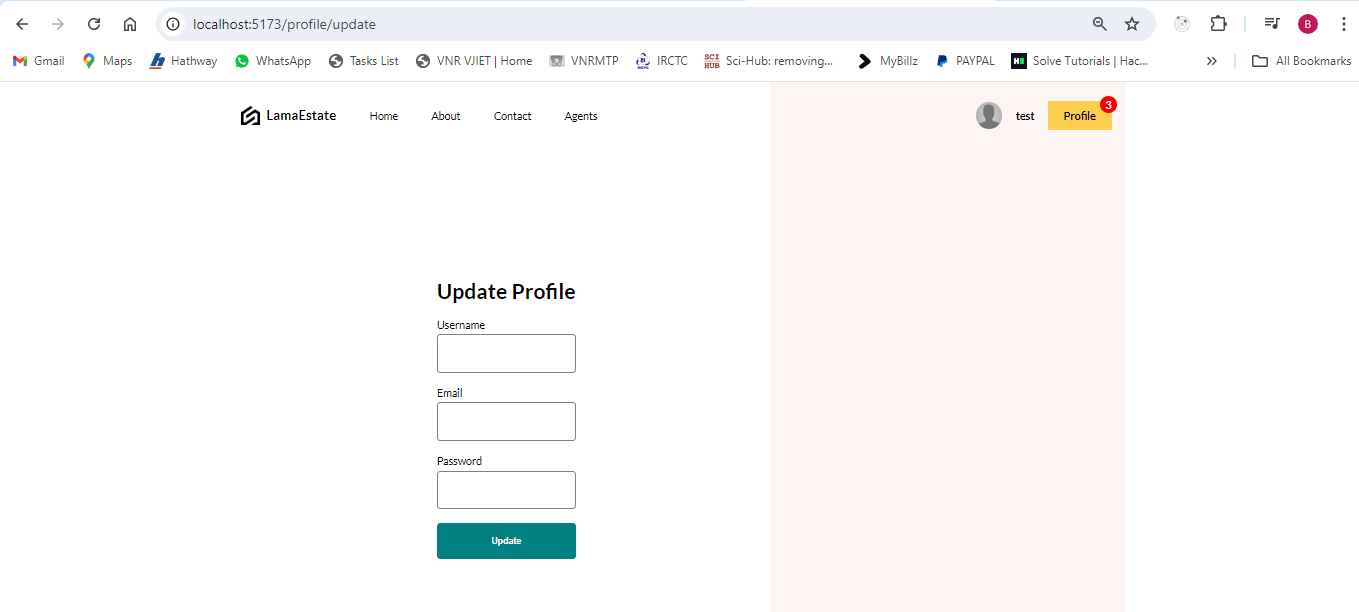 localhost:5173/profile/update
B
Gmail Maps Hathway WhatsApp Tasks List VNR VJIET | Home VNRMTP IRCTC SCI HUB Sci-Hub: removing... MyBillz PAYPAL Solve Tutorials | Hac... » All Bookmarks
LamaEstate Home About Contact Agents test Profile 3
Update Profile
Username
Email
Password
Update